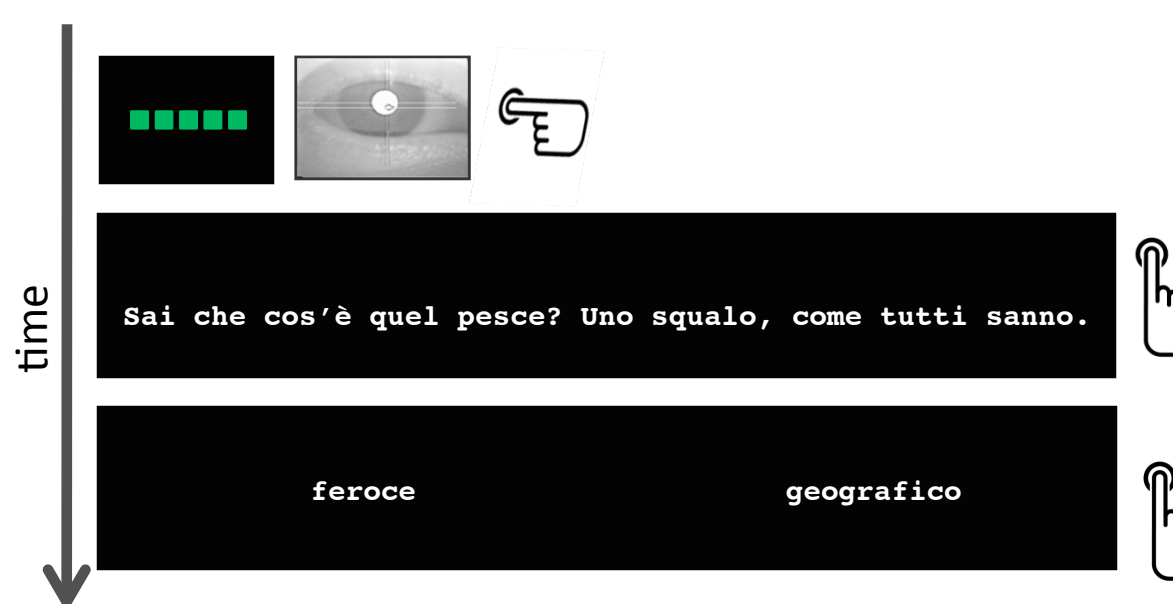 time
Sai che cos’è quel pesce? Uno squalo, come tutti sanno.
feroce
geografico